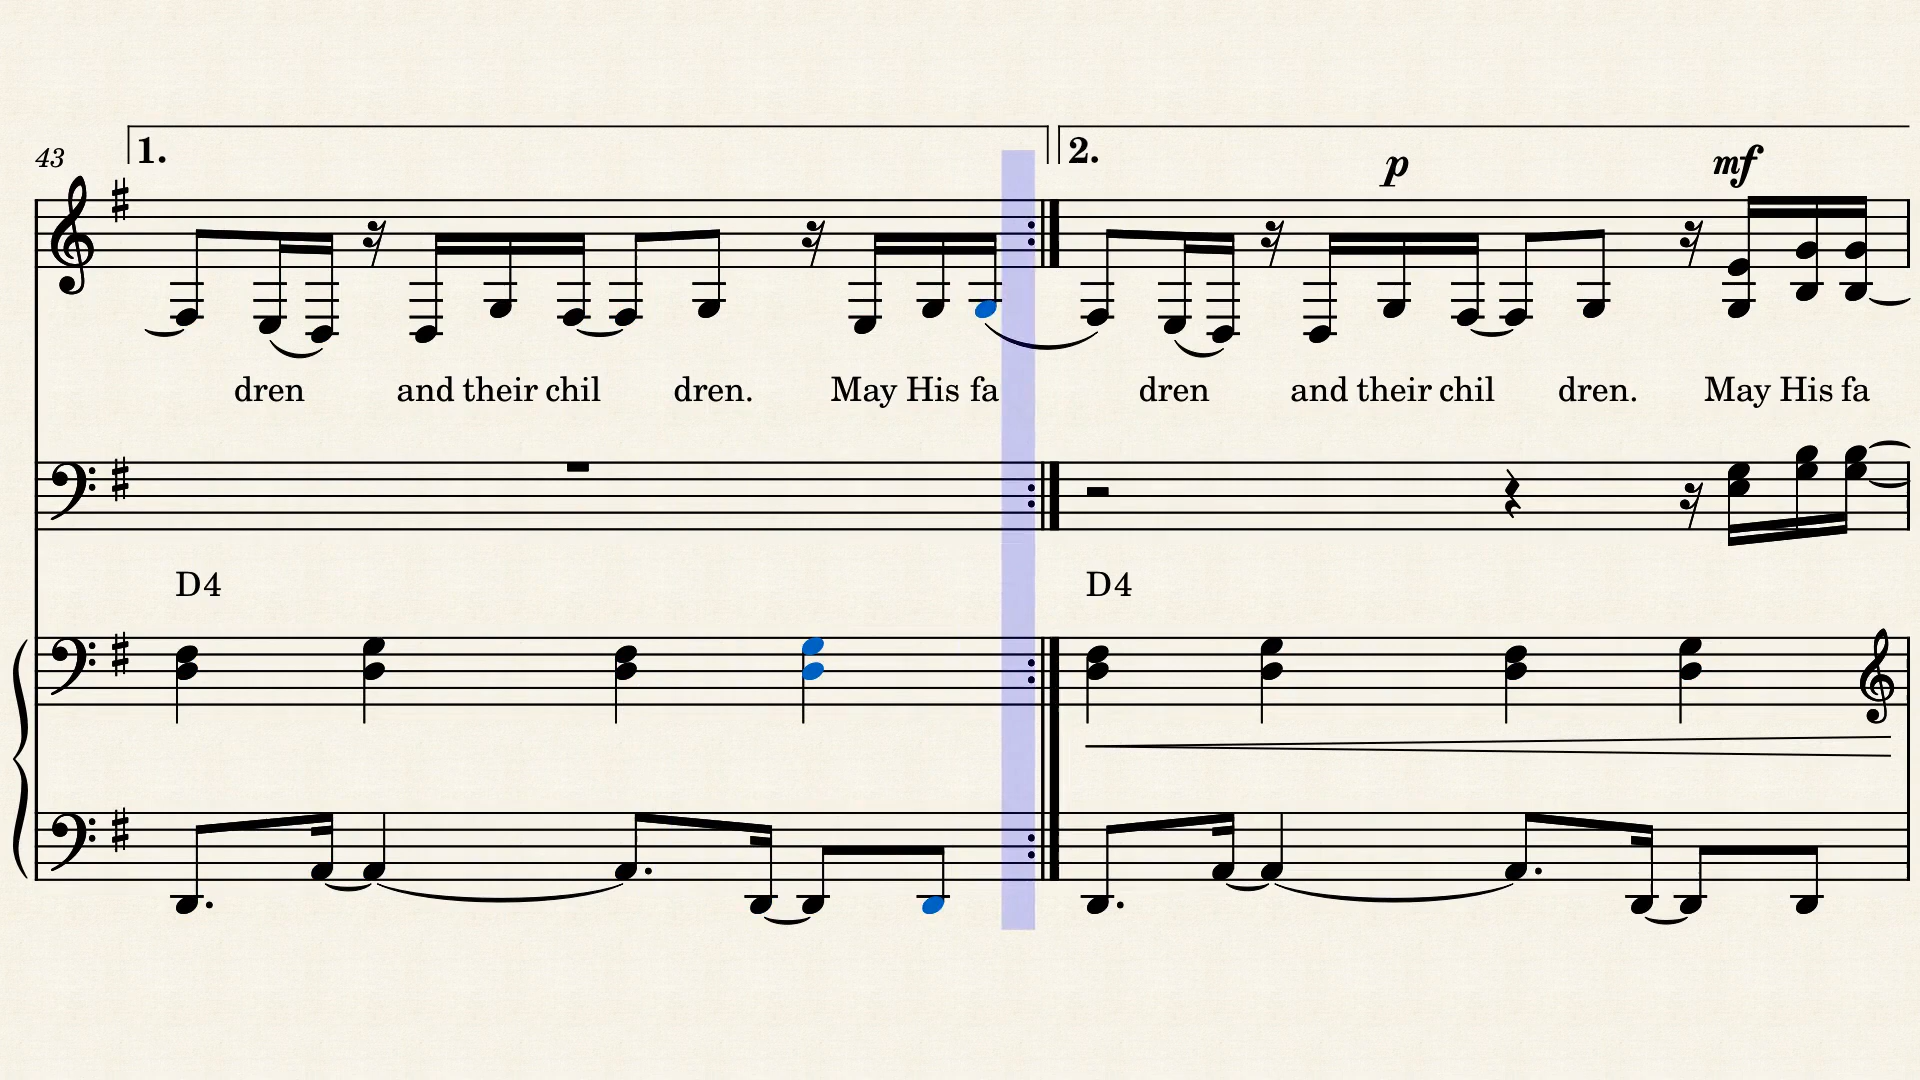 43 1. 2.
p mf
dren and their chil dren. May His fa dren and their chil dren. May His fa
D4 D4